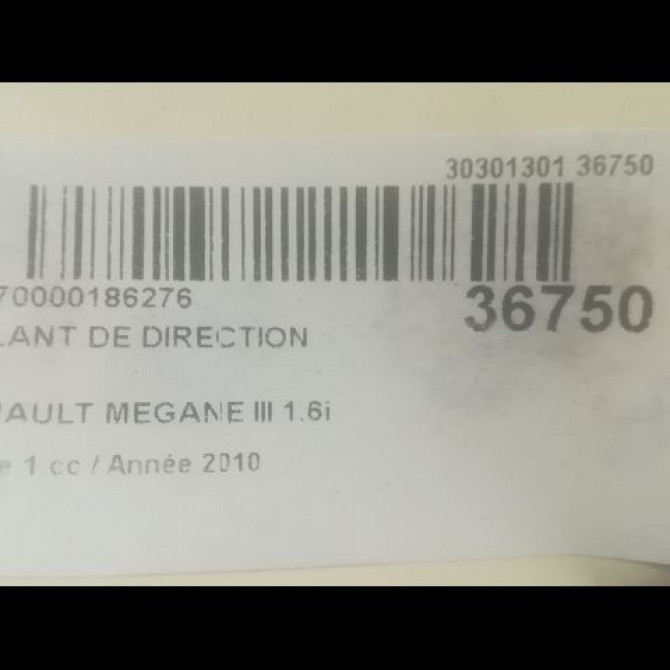 30301301 36750
70000186276
36750
LANT DE DIRECTION
AULT MEGANE III 1.6i
e 1 cc / Année 2010